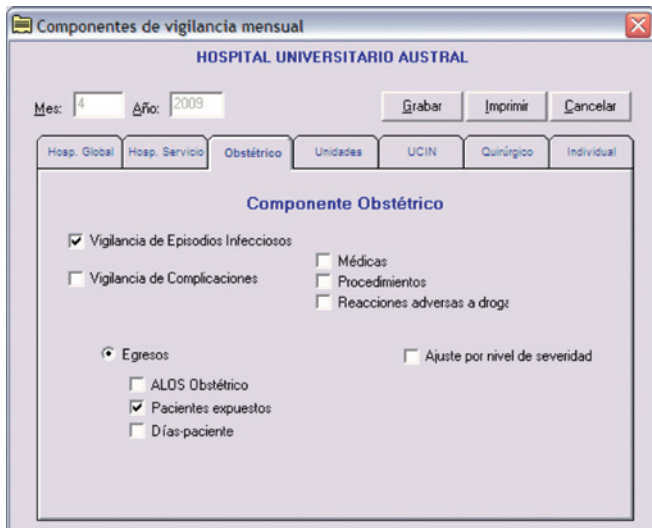 Componentes de vigilancia mensual
HOSPITAL UNIVERSITARIO AUSTRAL
Mes: 4 Año: 2009 Grabar Imprimir Cancelar
Hosp. Global Hosp. Servicio Obstétrico Unidades UCIN Quirúrgico Individual
Componente Obstétrico
Vigilancia de Episodios Infecciosos
Médicas
Vigilancia de Complicaciones Procedimientos
Reacciones adversas a droga
Egresos Ajuste por nivel de severidad
ALOS Obstétrico
Pacientes expuestos
Días-paciente